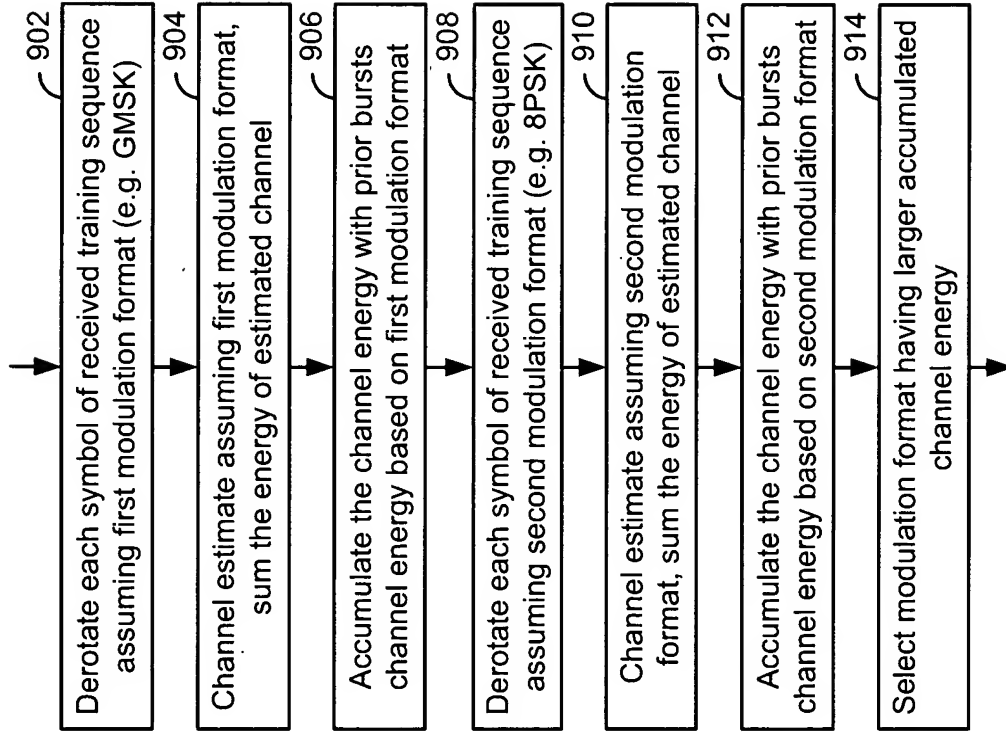 902
Derotate each symbol of received training sequence
assuming first modulation format (e.g. GMSK)
904
Channel estimate assuming first modulation format,
sum the energy of estimated channel
906
Accumulate the channel energy with prior bursts
channel energy based on first modulation format
908
Derotate each symbol of received training sequence
assuming second modulation format (e.g. 8PSK)
910
Channel estimate assuming second modulation
format, sum the energy of estimated channel
912
Accumulate the channel energy with prior bursts
channel energy based on second modulation format
914
Select modulation format having larger accumulated
channel energy